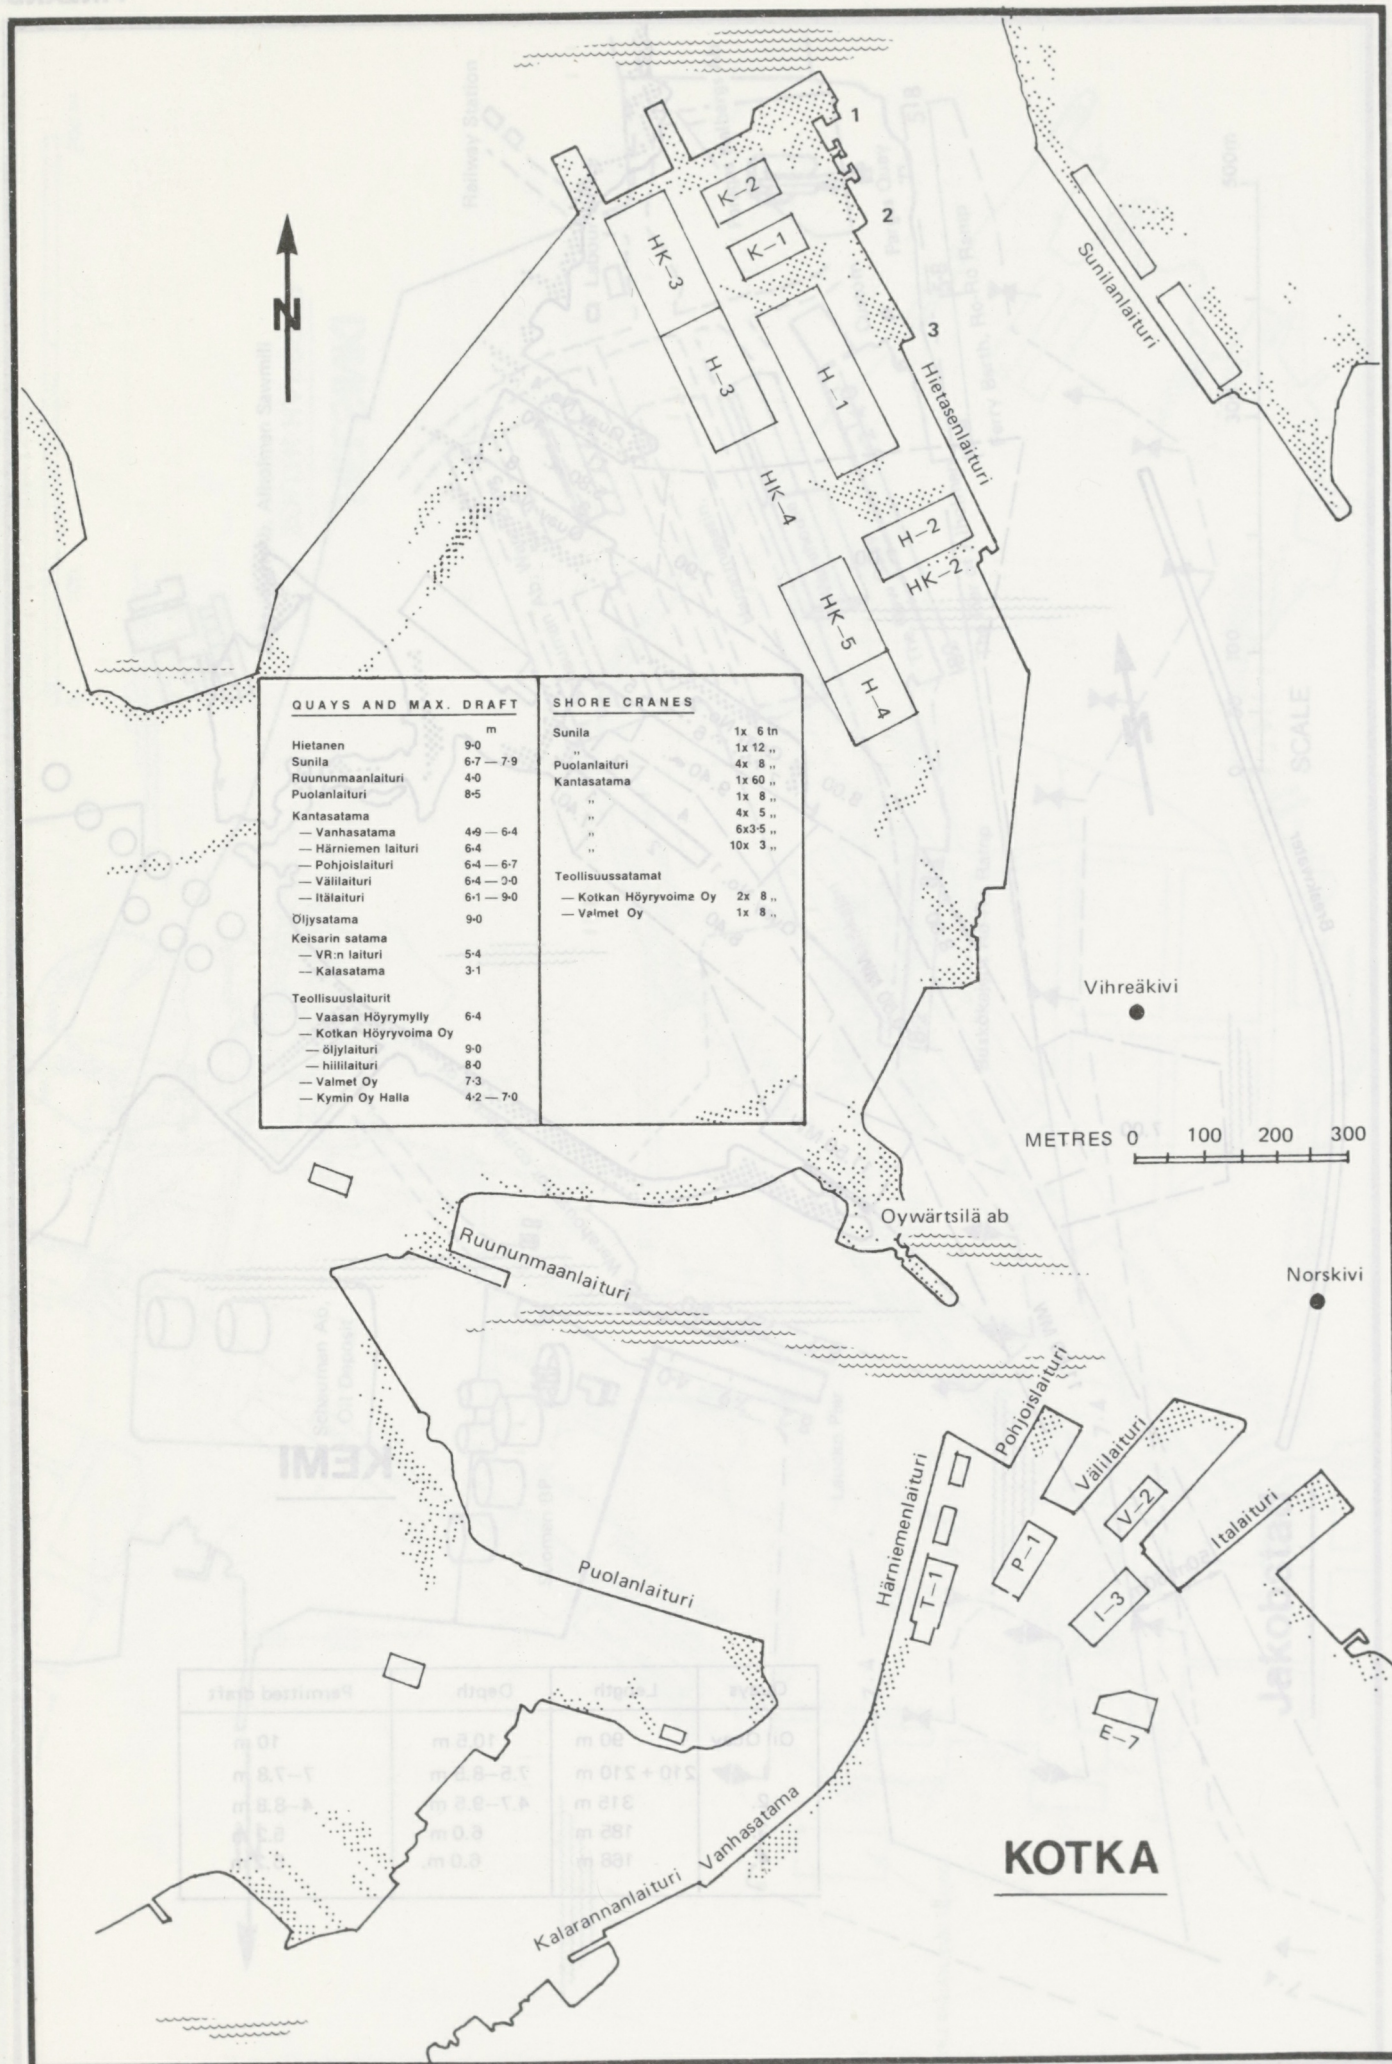 1
K-2
2
K-1
N
HK-3
3
Sunilanlaituri
H-3
H-1
Hietasenlaituri
HK-4
H-2
HK-2
HK-5
H-4
QUAYS AND MAX. DRAFT
m
Hietanen 9·0
Sunila 6·7 — 7·9
Ruununmaanlaituri 4·0
Puolanlaituri 8·5
Kantasatama
— Vanhasatama 4·9 — 6·4
— Härniemen laituri 6·4
— Pohjoislaituri 6·4 — 6·7
— Välilaituri 6·4 —
— Itälaituri 6·1 — 9·0
Öljysatama 9·0
Keisarin satama
— VR:n laituri 5·4
— Kalasatama 3·1
Teollisuuslaiturit
— Vaasan Höyrymylly 6·4
— Kotkan Höyryvoima Oy
— öljylaituri 9·0
— hiililaituri 8·0
— Valmet Oy 7·3
— Kymin Oy Halla 4·2 — 7·0
SHORE CRANES
Sunila 1x 6 tn
,, 1x 12 ,,
Puolanlaituri 4x 8 ,,
Kantasatama 1x 60 ,,
,, 1x 8 ,,
,, 4x 5 ,,
,, 6x3·5 ,,
,, 10x 3 ,,
Teollisuussatamat
— Kotkan Höyryvoima Oy 2x 8 ,,
— Valmet Oy 1x 8 ,,
Vihreäkivi
METRES 0 100 200 300
Oywärtsilä ab
Ruununmaanlaituri
Norskivi
Pohjoislaituri
Härniemenlaituri
Välilaituri
V-2
Italaituri
P-1
Puolanlaituri
T-1
I-3
E-7
Vanhasatama
KOTKA
Kalarannanlaituri